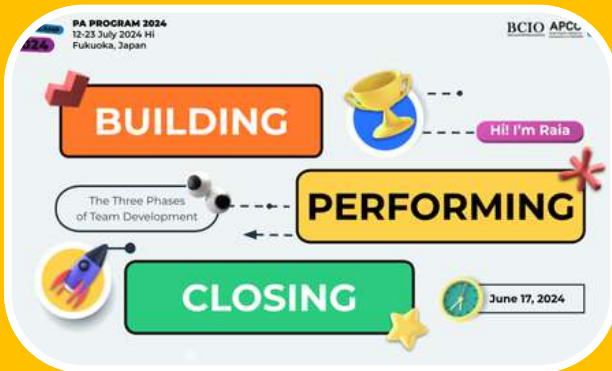 PA PROGRAM 2024
12-23 July 2024 Hi
Fukuoka, Japan
2024
BCIO APCC
BUILDING
Hi! I'm Raia
The Three Phases
of Team Development
PERFORMING
CLOSING
June 17, 2024